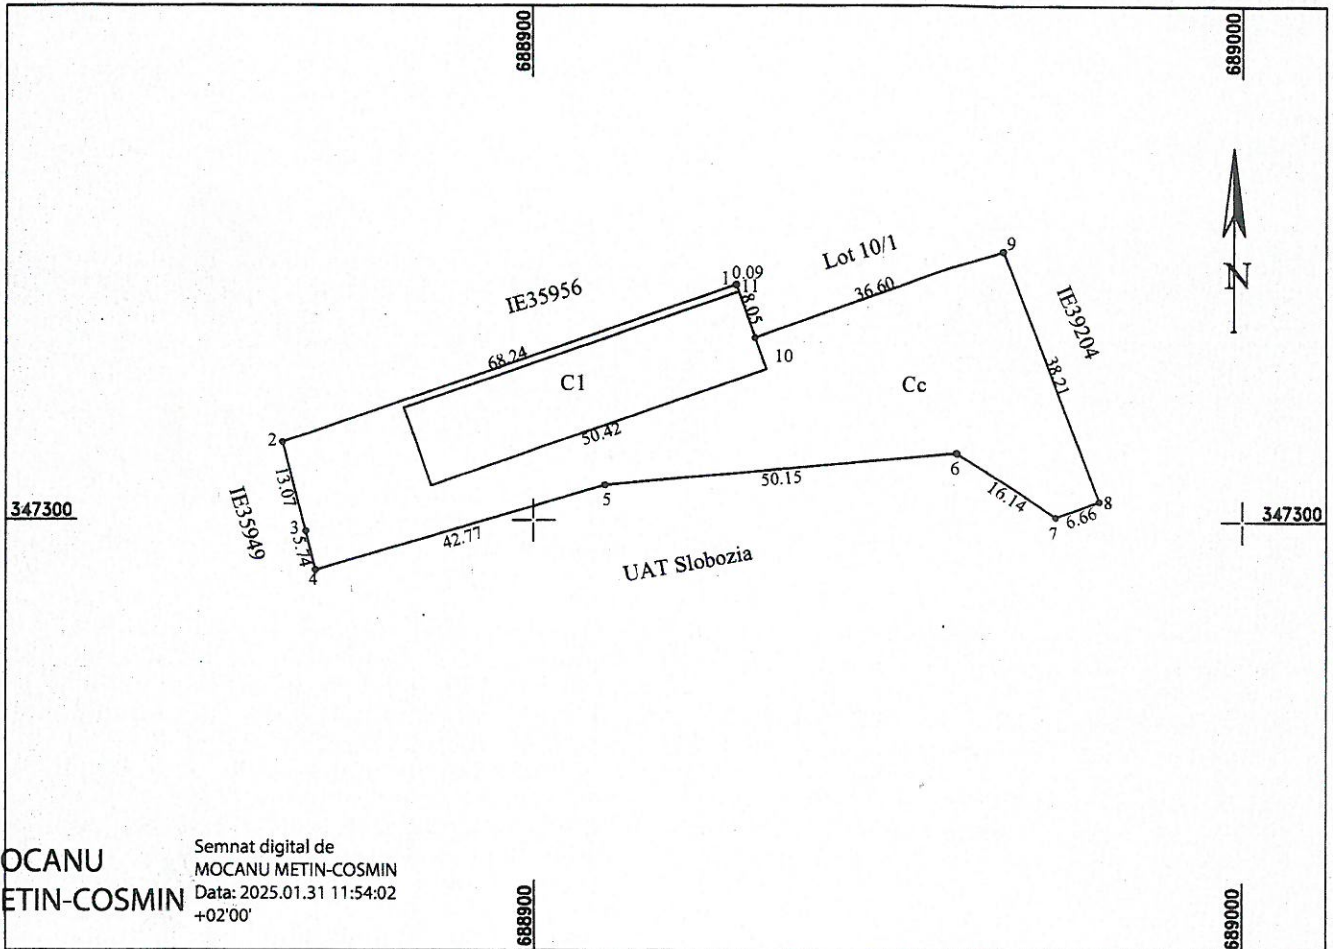 688900
689000
9
Lot 10/1
1 0.09
11
IE35956
36.60
N
IE39204
8.05
68.24
10
38.21
C1
Cc
2
50.42
13.07
6
50.15
5
16.14
8
347300
IE35949
3
5.74
42.77
7
6.66
347300
4
UAT Slobozia
OCANU
ETIN-COSMIN
Semnat digital de
MOCANU METIN-COSMIN
Data: 2025.01.31 11:54:02
+02'00'
688900
689000